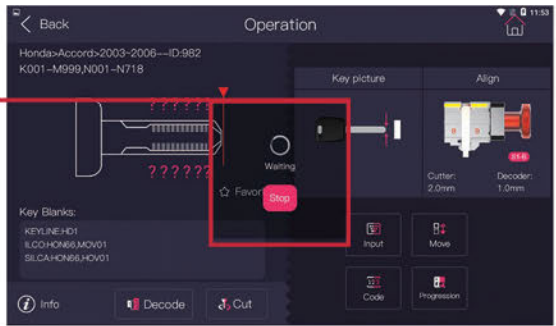 11:53
Back
Operation
Honda>Accord>2003~2006--ID:982
K001~M999,N001~N718
Key picture
Align
??????
??????
Waiting
Stop
Favor
S1-B
Cutter:
2.0mm
Decoder:
1.0mm
Key Blanks:
KEYLINE:HD1
ILCO:HON66,MOV01
SILCA:HON66,HOV01
Input
Move
Code
Progression
Info
Decode
Cut